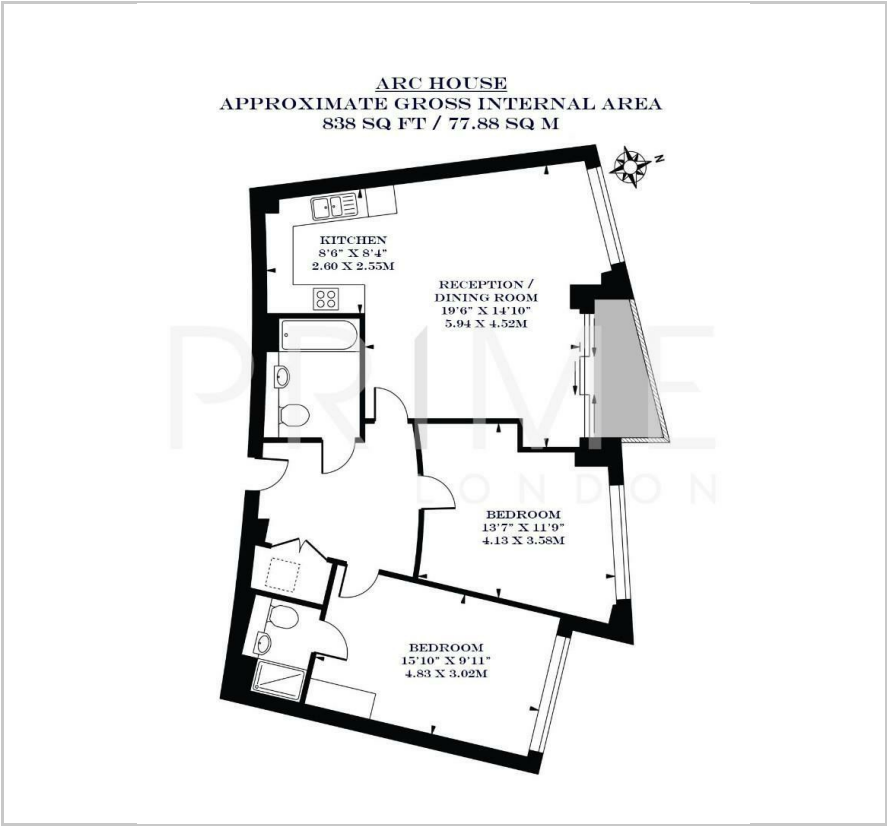 ARC HOUSE
APPROXIMATE GROSS INTERNAL AREA
838 SQ FT / 77.88 SQ M
N
KITCHEN
8'6" X 8'4"
2.60 X 2.55M
RECEPTION /
DINING ROOM
19'6" X 14'10"
5.94 X 4.52M
PRIME
LONDON
BEDROOM
13'7" X 11'9"
4.13 X 3.58M
BEDROOM
15'10" X 9'11"
4.83 X 3.02M